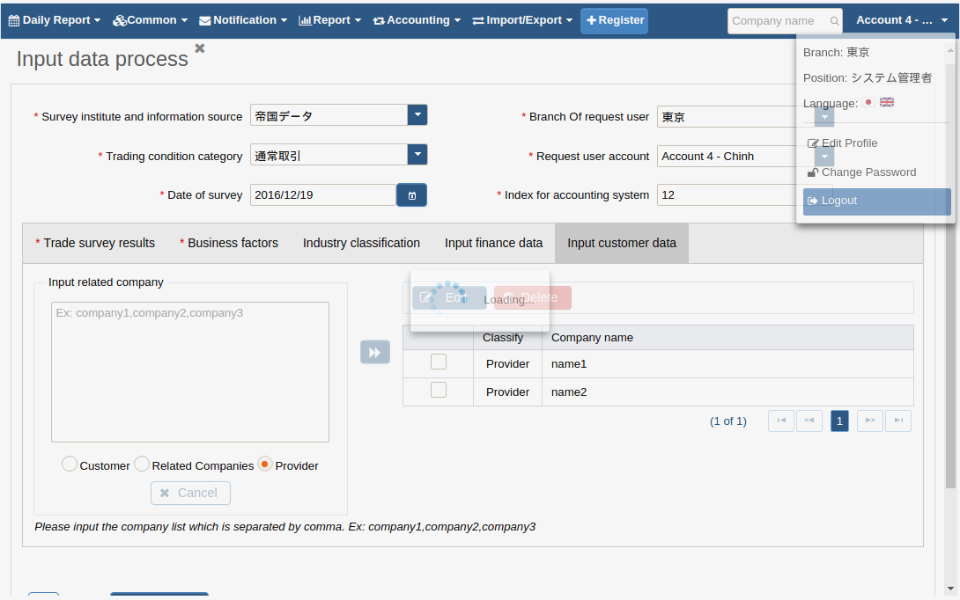 Daily Report Common Notification Report Accounting Import/Export Register Company name Account 4 - ...
Input data process
Branch: 東京
Position: システム管理者
Language:
Edit Profile
Change Password
Logout
* Survey institute and information source 帝国データ * Branch Of request user 東京
* Trading condition category 通常取引 * Request user account Account 4 - Chinh
* Date of survey 2016/12/19 * Index for accounting system 12
* Trade survey results * Business factors Industry classification Input finance data Input customer data
Input related company
Ex: company1,company2,company3
Edit Loading... Delete
Classify Company name
Provider name1
Provider name2
(1 of 1) 1
Customer Related Companies Provider
Cancel
Please input the company list which is separated by comma. Ex: company1,company2,company3